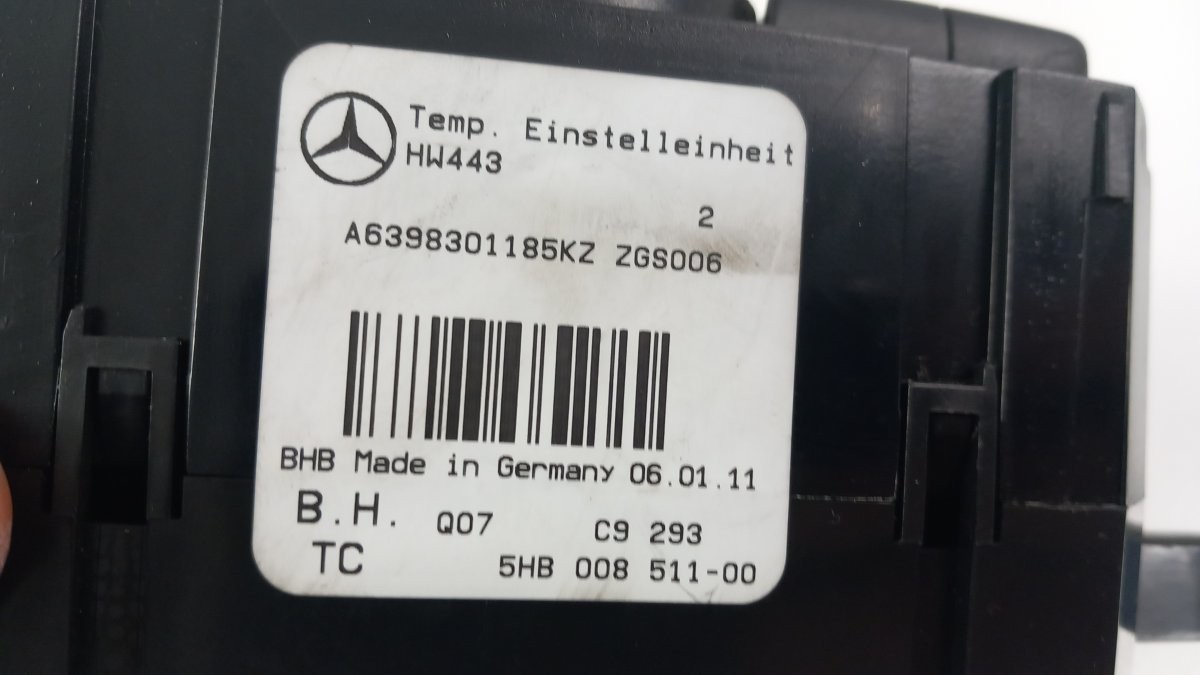 Temp. Einstelleinheit
HW443
2
A6398301185KZ ZGS006
BHB Made in Germany 06.01.11
B.H. Q07 C9 293
TC 5HB 008 511-00